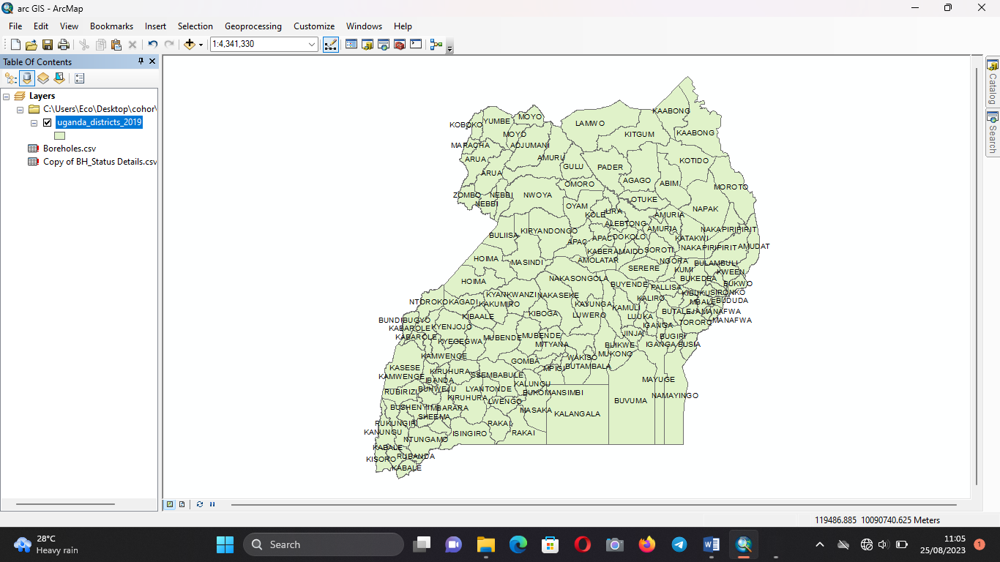 arc GIS - ArcMap
File Edit View Bookmarks Insert Selection Geoprocessing Customize Windows Help
1:4,341,330
Table Of Contents
Layers
C:\Users\Eco\Desktop\cohor\
uganda_districts_2019
Boreholes.csv
Copy of BH_Status Details.csv
Catalog
Search
KAABONG
MOYO
YUMBE
KOBOKO
LAMWO
KITGUM
KAABONG
MOYO
MARACHA
ADJUMANI
ARUA
AMURU
KOTIDO
GULU
PADER
ARUA
AGAGO
ABIM
OMORO
MOROTO
ZOMBO
NEBBI
NWOYA
OTUKE
NEBBI
OYAM
NAPAK
KOLE
LIRA
AMURIA
ALEBTONG
KIRYANDONGO
AMURIA
NAKAPIRIPIRIT
BULIISA
APAC
APAC
DOKOLO
KATAKWI
KABERAMAIDO
SOROTI
NAKAPIRIPIRIT
AMUDAT
HOIMA
MASINDI
AMOLATAR
NGORA
BULAMBULI
SERERE
KUMI
KWEEN
HOIMA
NAKASONGOLA
BUKEDEA
BUYENDE
BUKWO
PALLISA
KIBUKU
SIRONKO
KYANKWANZI
NAKASEKE
KALIRO
NTOROKO
KAGADI
KAKUMIRO
KAYUNGA
MBALE
BUDUDA
KAMULI
BUTALEJA
MANAFWA
KIBAALE
KIBOGA
LUWERO
LUUKA
BUNDIBUGYO
TORORO
MANAFWA
KABAROLE
KYENJOJO
IGANGA
KABAROLE
MUBENDE
MUBENDE
JINJA
BUGIRI
KYEGEGWA
MITYANA
BUIKWE
IGANGA
BUSIA
KAMWENGE
GOMBA
WAKISO
MUKONO
KASESE
MPIGI
BUTAMBALA
KIRUHURA
SSEMBABULE
KAMWENGE
IBANDA
KALUNGU
MAYUGE
RUBIRIZI
BUHWEJU
LYANTONDE
BUKOMANSIMBI
KIRUHURA
LWENGO
BUVUMA
NAMAYINGO
BUSHENYI
MBARARA
MASAKA
KALANGALA
SHEEMA
RUKUNGIRI
RAKAI
KANUNGU
ISINGIRO
RAKAI
NTUNGAMO
KABALE
KISORO
RUBANDA
KABALE
119486.885 10090740.625 Meters
28°C
Heavy rain
Search
11:05
25/08/2023
1